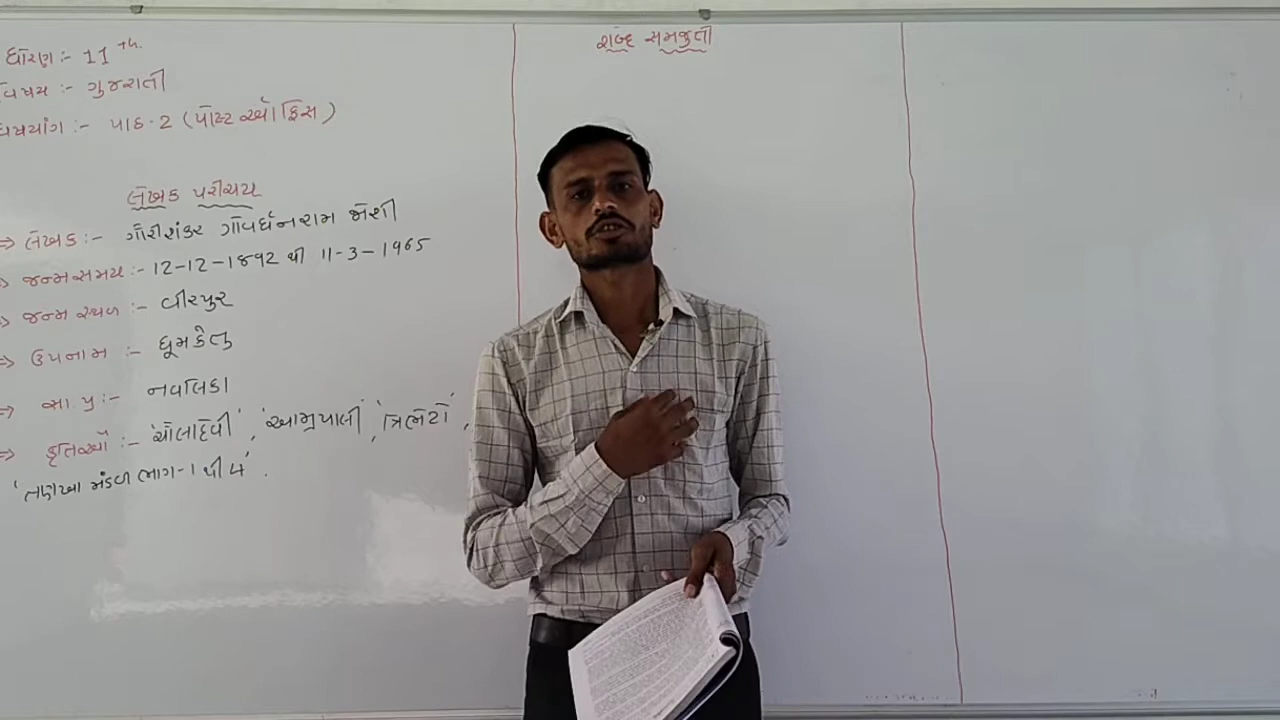 ધોરણ :- 11 th.
વિષય :- ગુજરાતી
:- પાઠ-2 (પોસ્ટ ઑફિસ)
લેખક પરીચય
⇒ લેખક :- ગૌરીશંકર ગોવર્ધનરામ જોશી
⇒ જન્મસમય :- 12-12-1892 થી 11-3-1965
⇒ જન્મ સ્થળ :- વીરપુર
⇒ ઉપનામ :- ધૂમકેતુ
⇒ સા. પ્ર :- નવલિકા
⇒ કૃતિઓ :- 'ચૌલાદેવી', 'આમ્રપાલી', 'ત્રિભેટો',
'તણખા મંડળ ભાગ-1 થી 4'.
શબ્દ સમજુતી